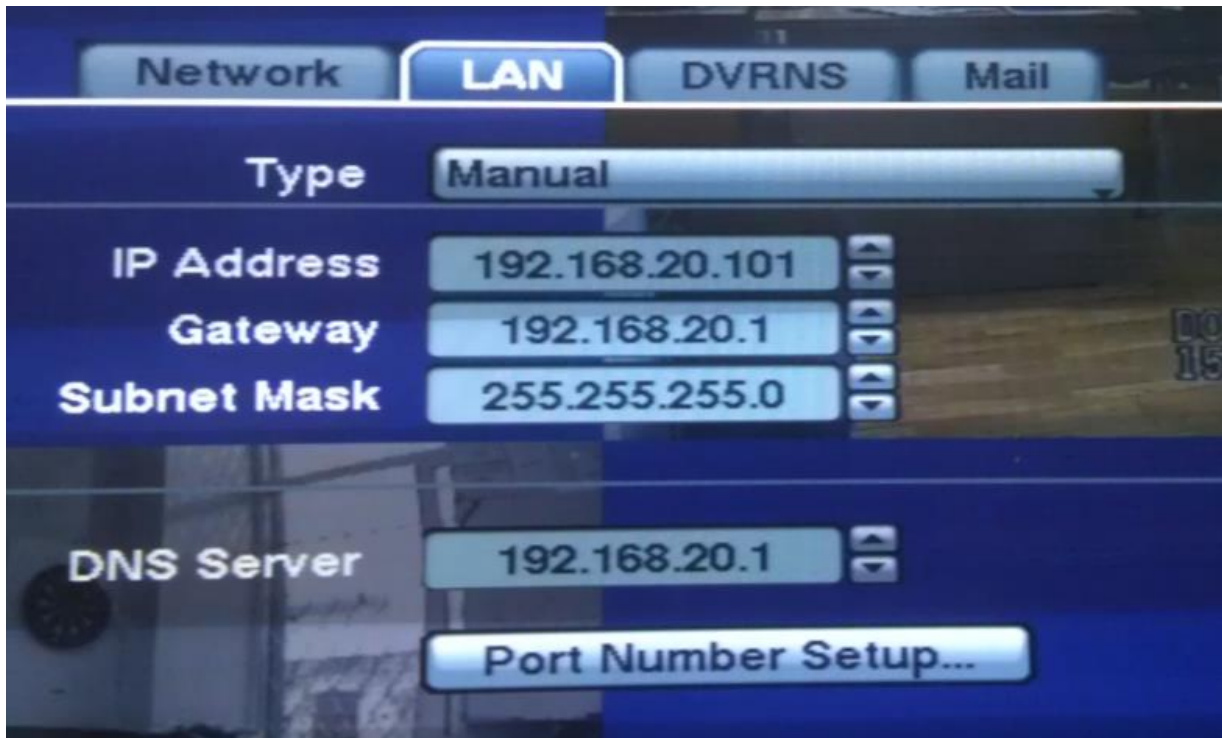 Network LAN DVRNS Mail
Type Manual
IP Address 192.168.20.101
Gateway 192.168.20.1
Subnet Mask 255.255.255.0
DNS Server 192.168.20.1
Port Number Setup...